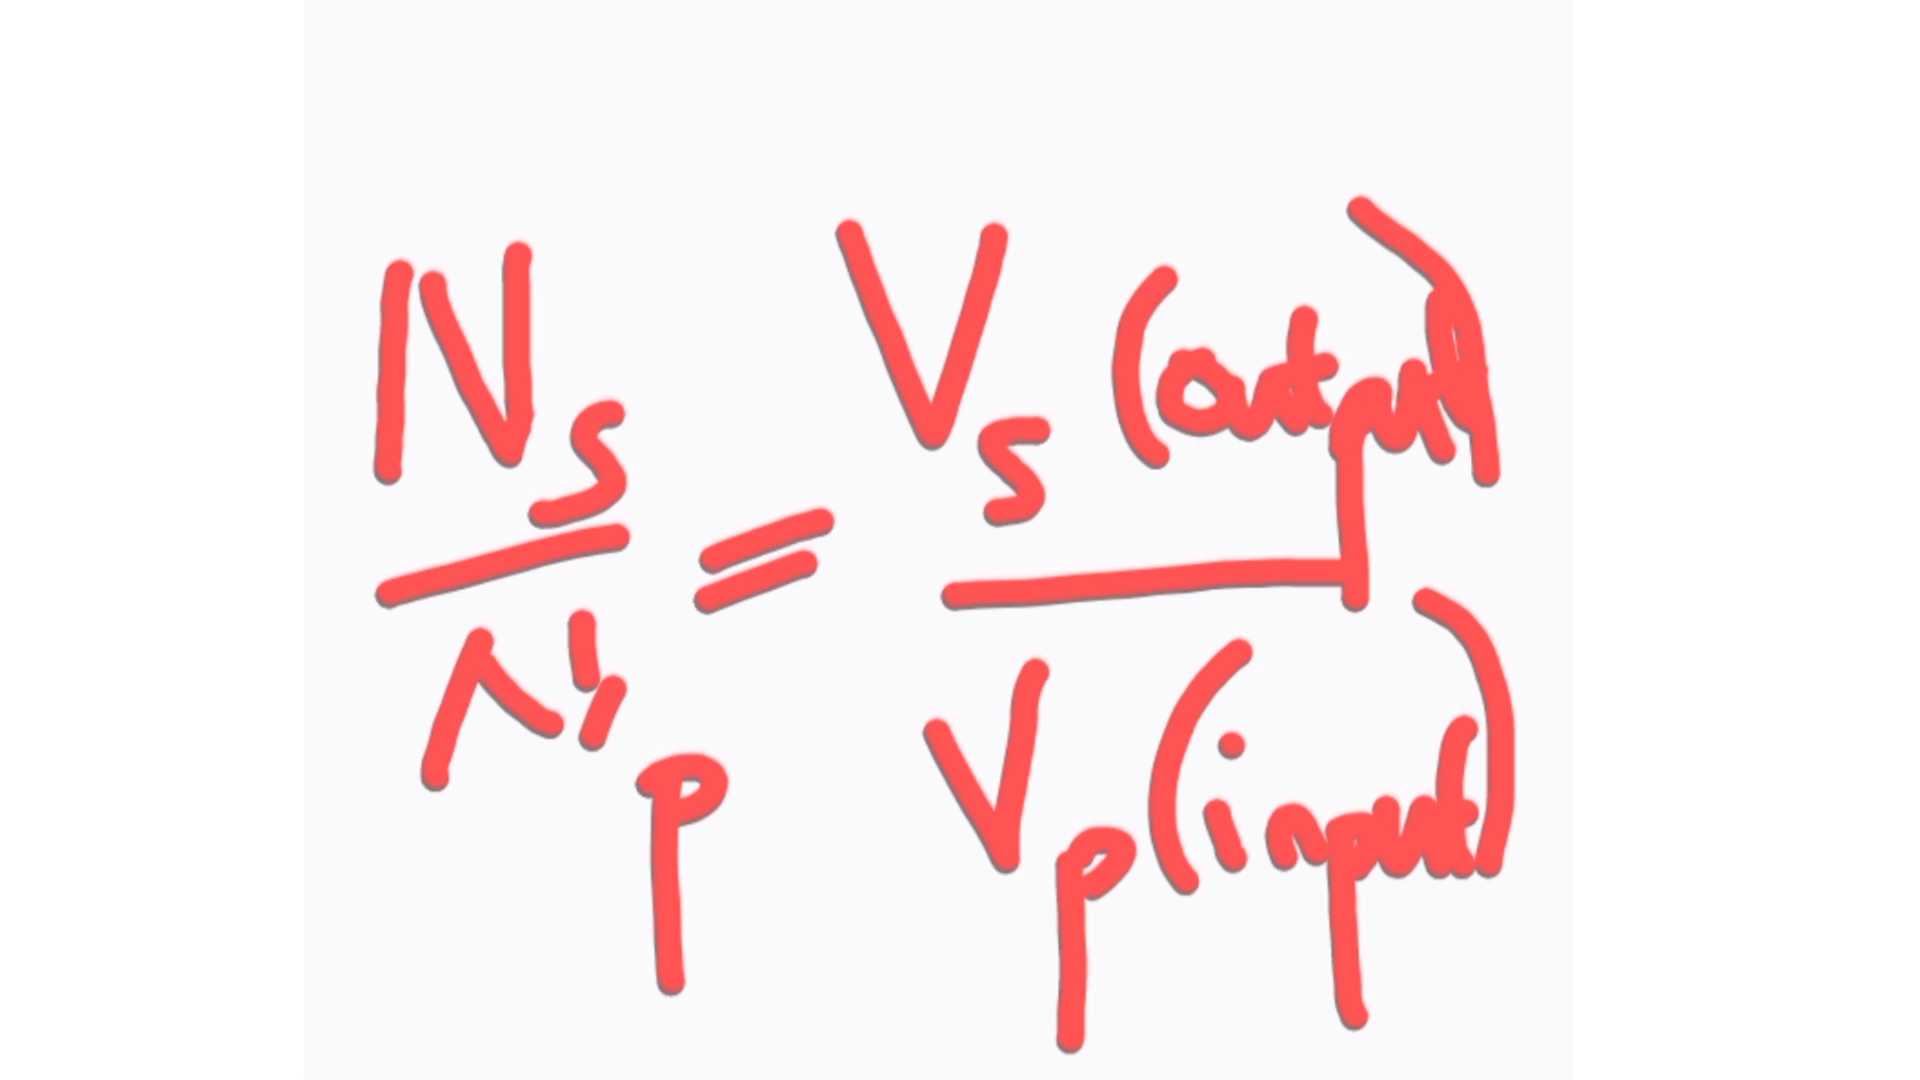 Ns/Np = Vs (output)/Vp (input)